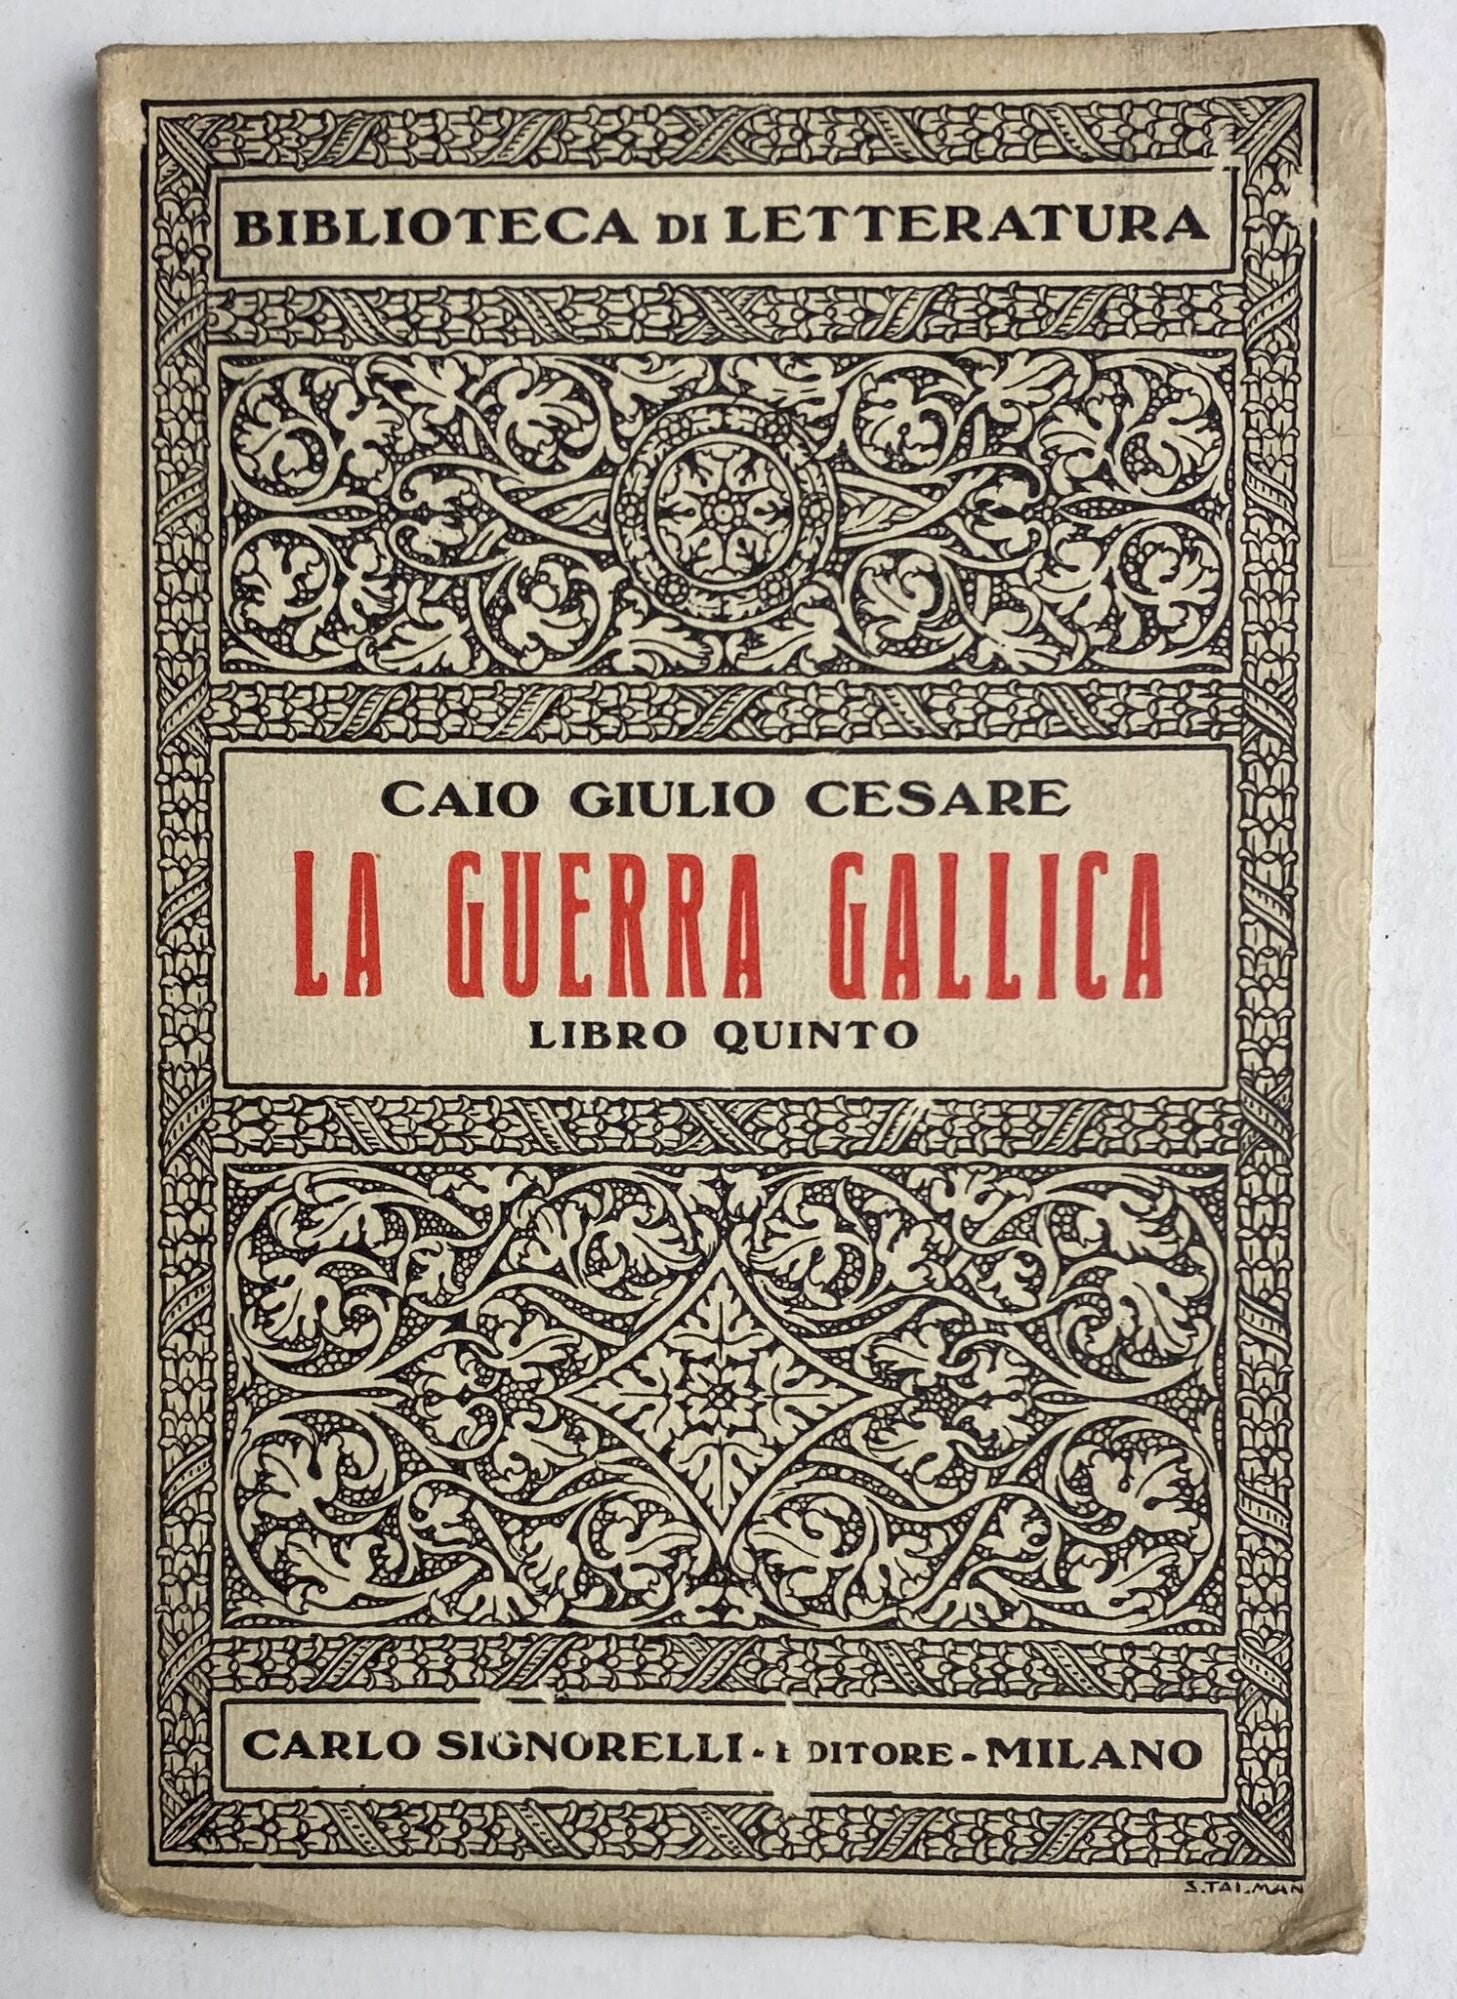 BIBLIOTECA DI LETTERATURA
CAIO GIULIO CESARE
LA GUERRA GALLICA
LIBRO QUINTO
CARLO SIGNORELLI - EDITORE - MILANO
S. TALMAN